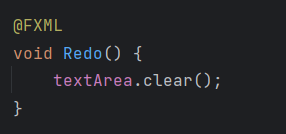 @FXML
void Redo() {
    textArea.clear();
}